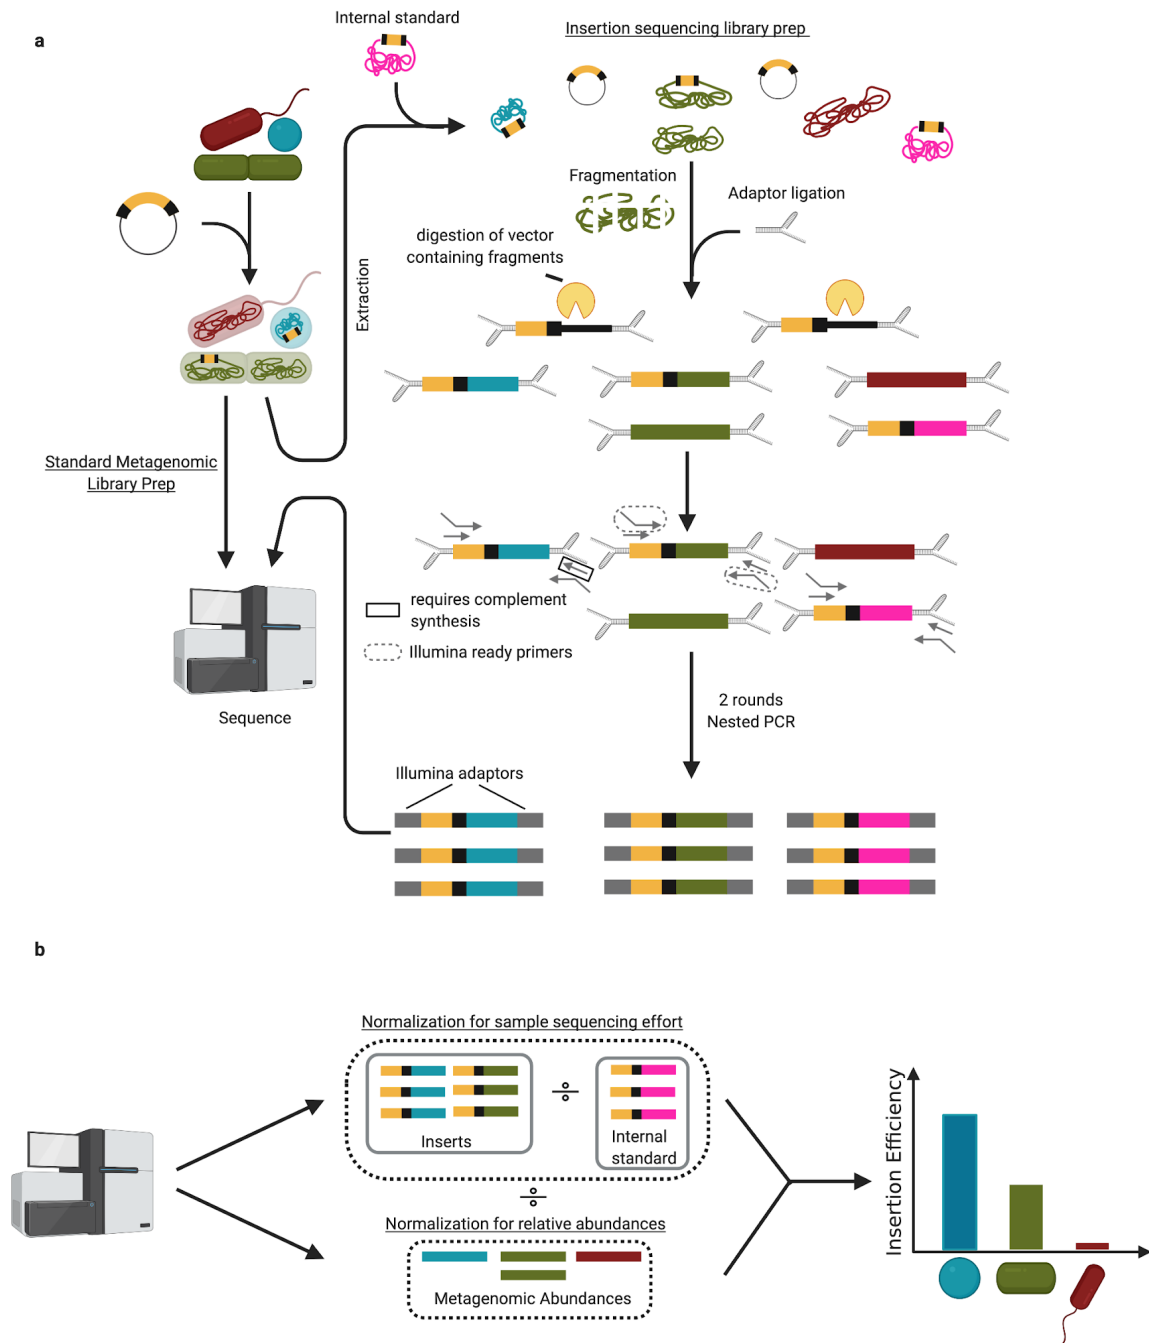 a
Internal standard
Insertion sequencing library prep
Fragmentation
Adaptor ligation
digestion of vector
containing fragments
Extraction
Standard Metagenomic
Library Prep
requires complement
synthesis
Illumina ready primers
Sequence
2 rounds
Nested PCR
Illumina adaptors
b
Normalization for sample sequencing effort
÷
Inserts
Internal
standard
÷
Normalization for relative abundances
Metagenomic Abundances
Insertion Efficiency